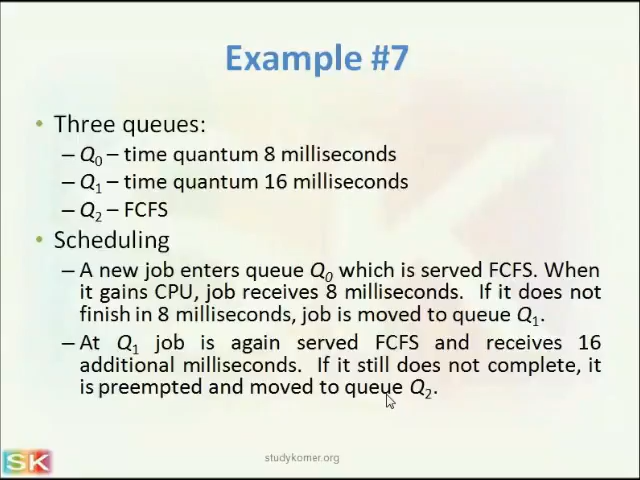 Example #7
• Three queues:
– Q0 – time quantum 8 milliseconds
– Q1 – time quantum 16 milliseconds
– Q2 – FCFS
• Scheduling
– A new job enters queue Q0 which is served FCFS. When
it gains CPU, job receives 8 milliseconds. If it does not
finish in 8 milliseconds, job is moved to queue Q1.
– At Q1 job is again served FCFS and receives 16
additional milliseconds. If it still does not complete, it
is preempted and moved to queue Q2.
SK
studykorner.org